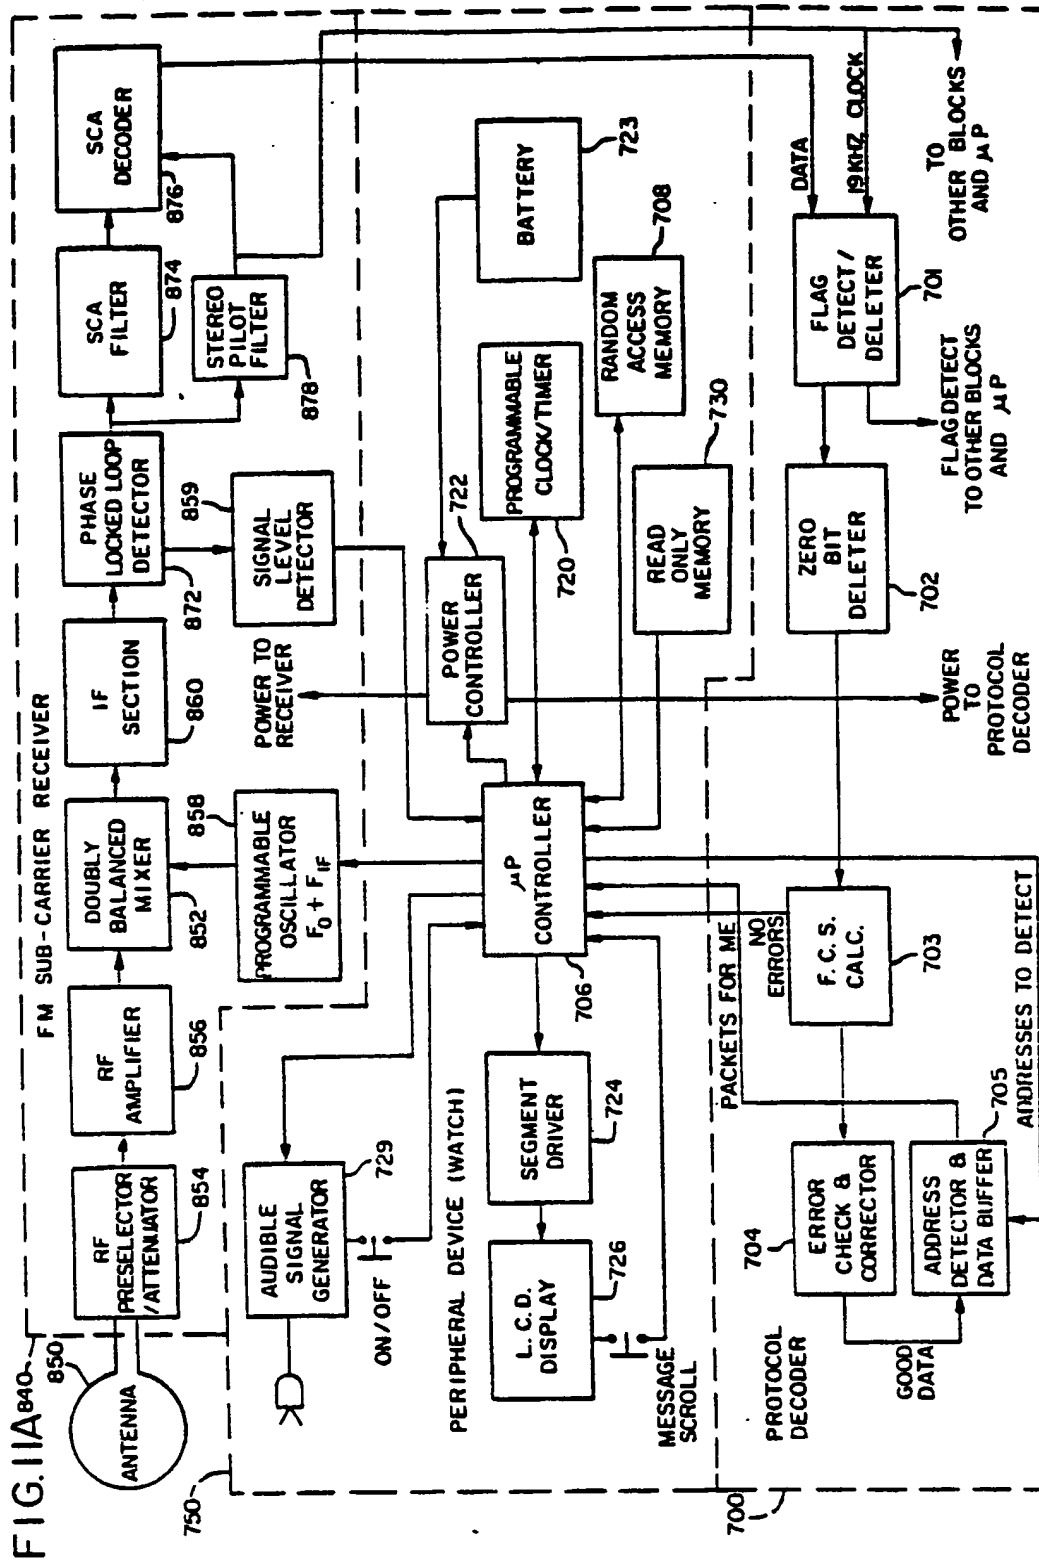 FIG. 11A
840
FM SUB-CARRIER RECEIVER
850
ANTENNA
RF
PRESELECTOR
/ATTENUATOR
854
RF
AMPLIFIER
856
DOUBLY
BALANCED
MIXER
852
IF
SECTION
860
PHASE
LOCKED LOOP
DETECTOR
872
SCA
FILTER
874
SCA
DECODER
876
STEREO
PILOT
FILTER
878
PROGRAMMABLE
OSCILLATOR
F0 + FIF
858
SIGNAL
LEVEL
DETECTOR
859
POWER TO
RECEIVER
750
AUDIBLE
SIGNAL
GENERATOR
729
ON/OFF
PERIPHERAL DEVICE (WATCH)
L.C.D.
DISPLAY
726
SEGMENT
DRIVER
724
μP
CONTROLLER
706
POWER
CONTROLLER
722
BATTERY
723
PROGRAMMABLE
CLOCK/TIMER
720
RANDOM
ACCESS
MEMORY
708
READ
ONLY
MEMORY
730
MESSAGE
SCROLL
700
PROTOCOL
DECODER
PACKETS FOR ME
NO
ERRORS
POWER
TO
PROTOCOL
DECODER
FLAG DETECT
TO OTHER BLOCKS
AND μP
DATA
19KHZ CLOCK
TO
OTHER BLOCKS
AND μP
GOOD
DATA
704
ERROR
CHECK &
CORRECTOR
ADDRESS
DETECTOR &
DATA BUFFER
705
ADDRESSES TO DETECT
F.C.S.
CALC.
703
ZERO
BIT
DELETER
702
FLAG
DETECT/
DELETER
701